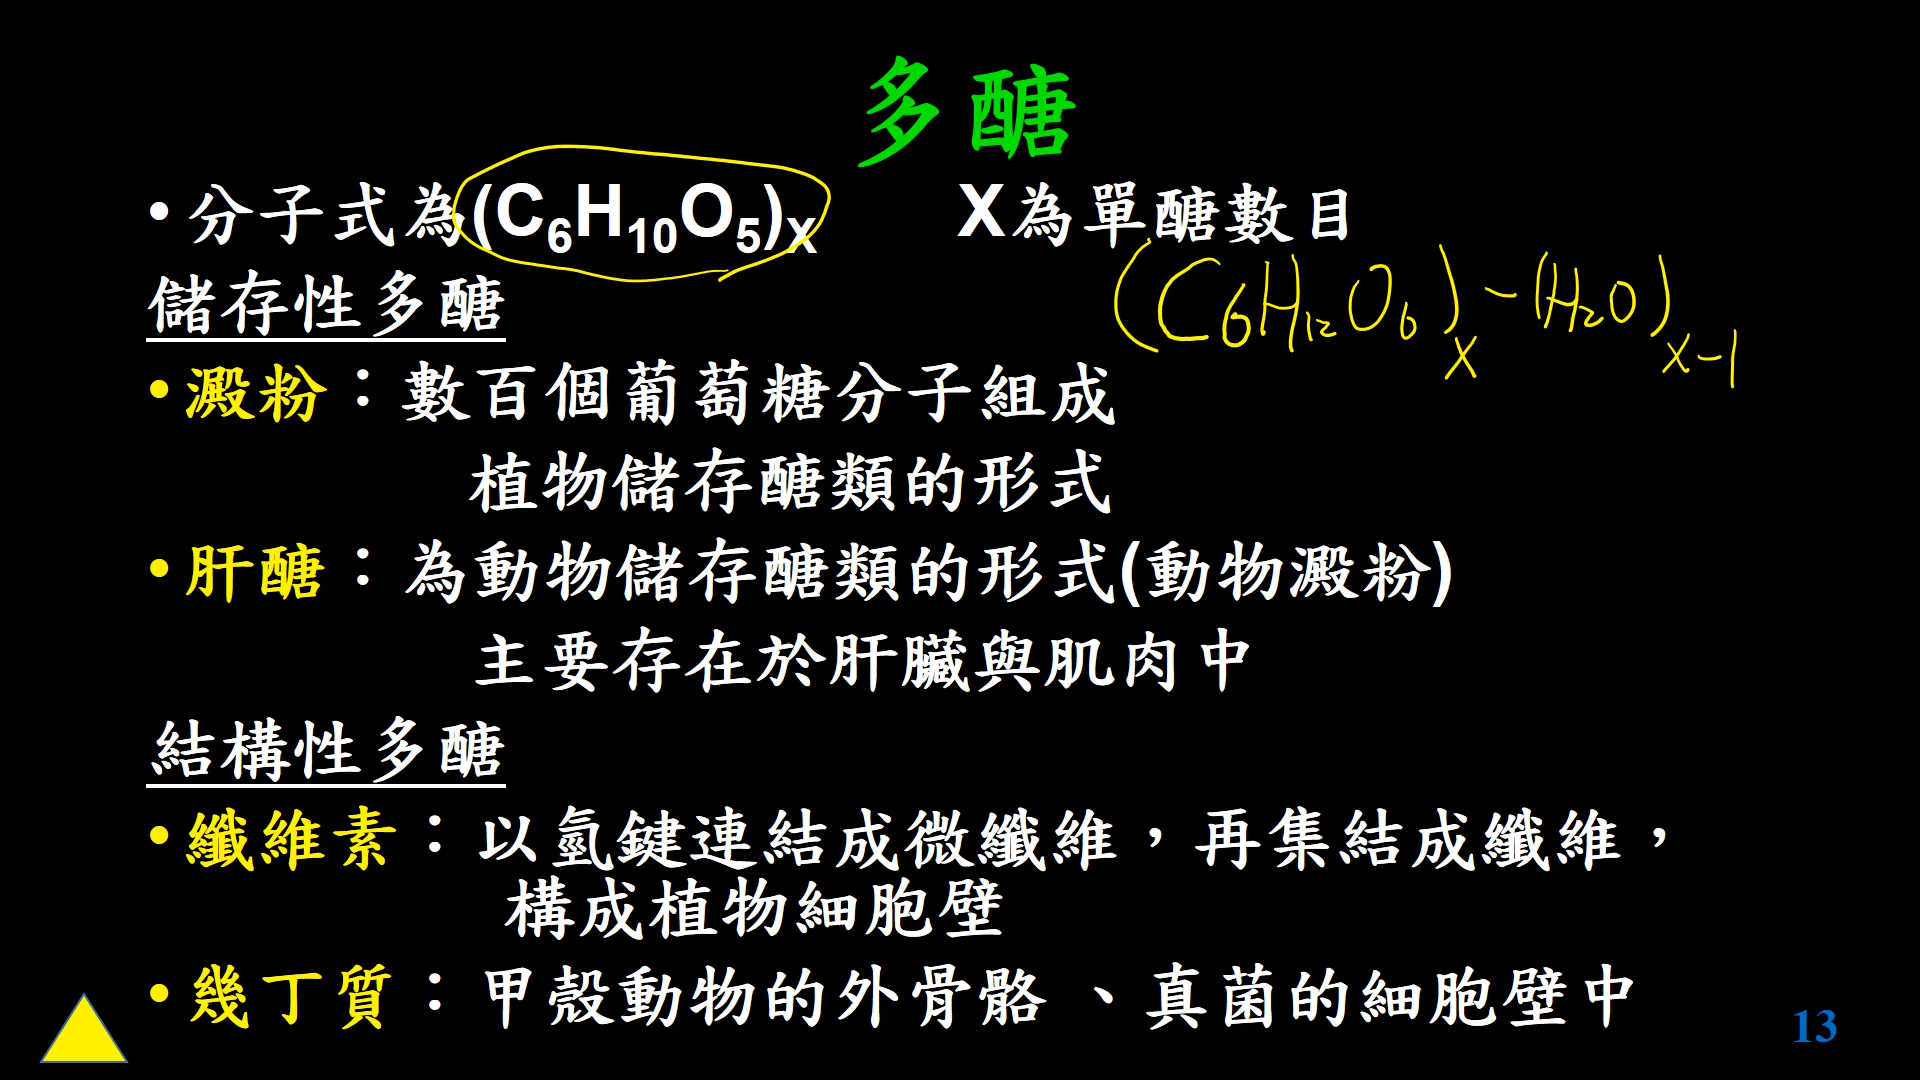 多醣
•分子式為(C₆H₁₀O₅)ₓ X為單醣數目
(C₆H₁₂O₆)ₓ-(H₂O)ₓ₋₁
儲存性多醣
•澱粉：數百個葡萄糖分子組成
植物儲存醣類的形式
•肝醣：為動物儲存醣類的形式(動物澱粉)
主要存在於肝臟與肌肉中
結構性多醣
•纖維素：以氫鍵連結成微纖維，再集結成纖維，
構成植物細胞壁
•幾丁質：甲殼動物的外骨骼、真菌的細胞壁中
13